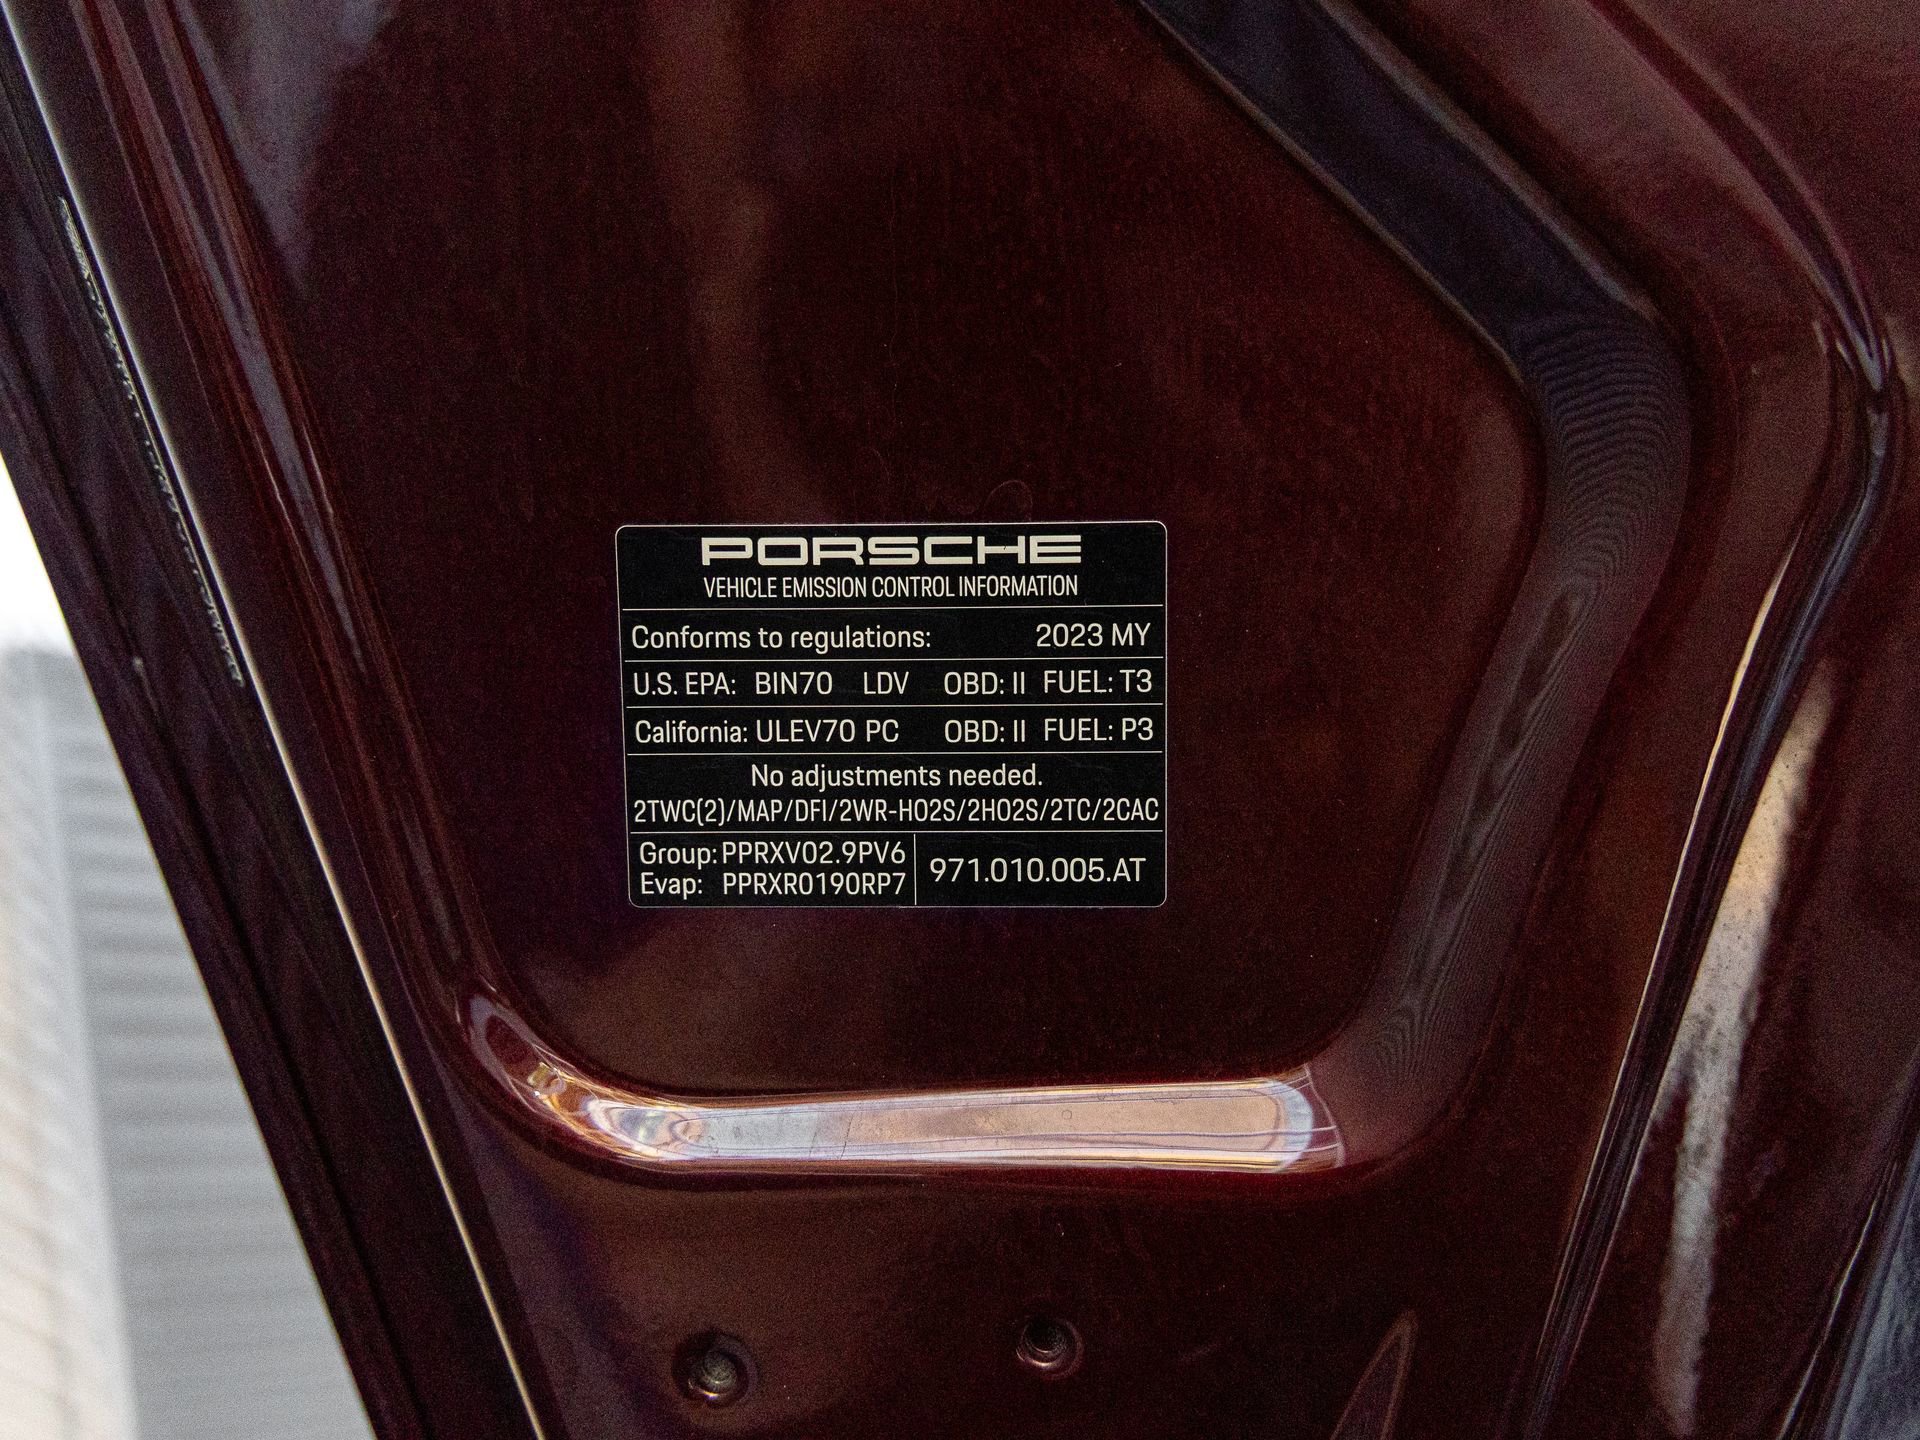 PORSCHE
VEHICLE EMISSION CONTROL INFORMATION
Conforms to regulations: 2023 MY
U.S. EPA: BIN70 LDV OBD: II FUEL: T3
California: ULEV70 PC OBD: II FUEL: P3
No adjustments needed.
2TWC(2)/MAP/DFI/2WR-HO2S/2HO2S/2TC/2CAC
Group: PPRXV02.9PV6
Evap: PPRXR0190RP7
971.010.005.AT